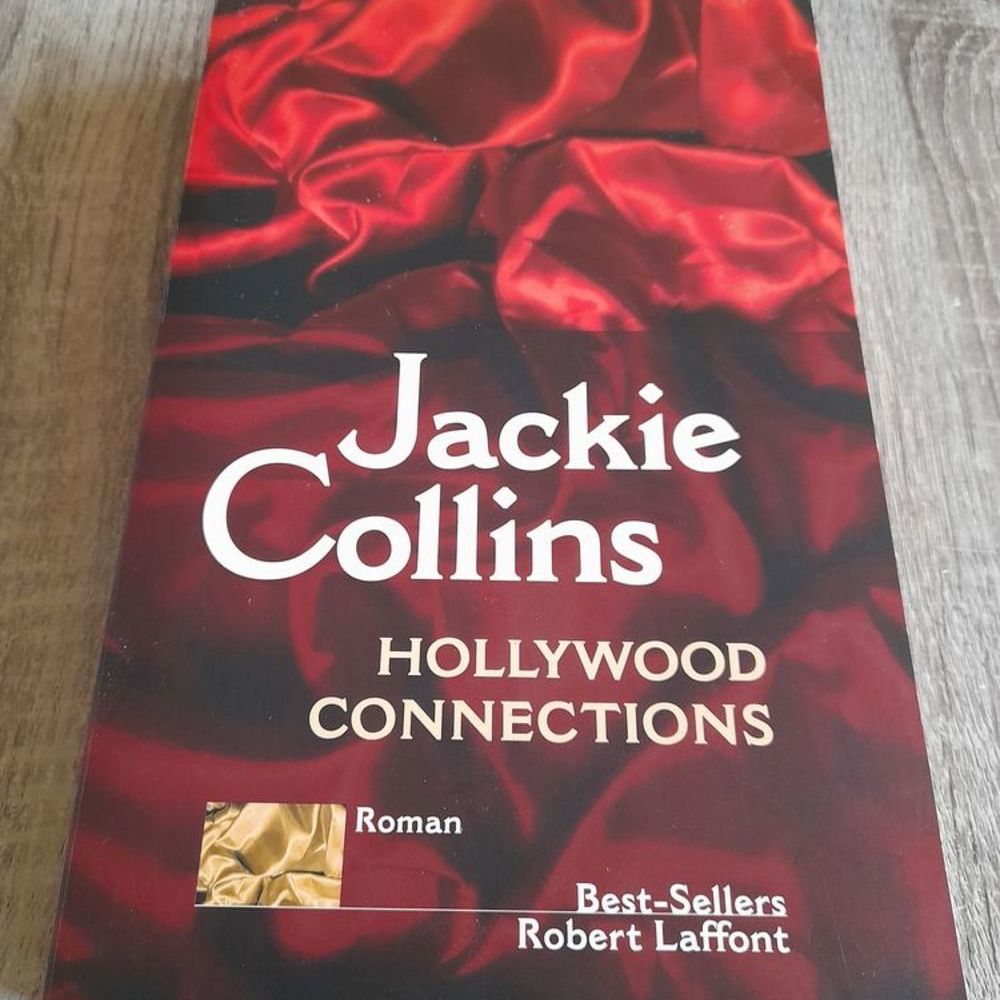 Jackie
Collins
HOLLYWOOD
CONNECTIONS
Roman
Best-Sellers
Robert Laffont